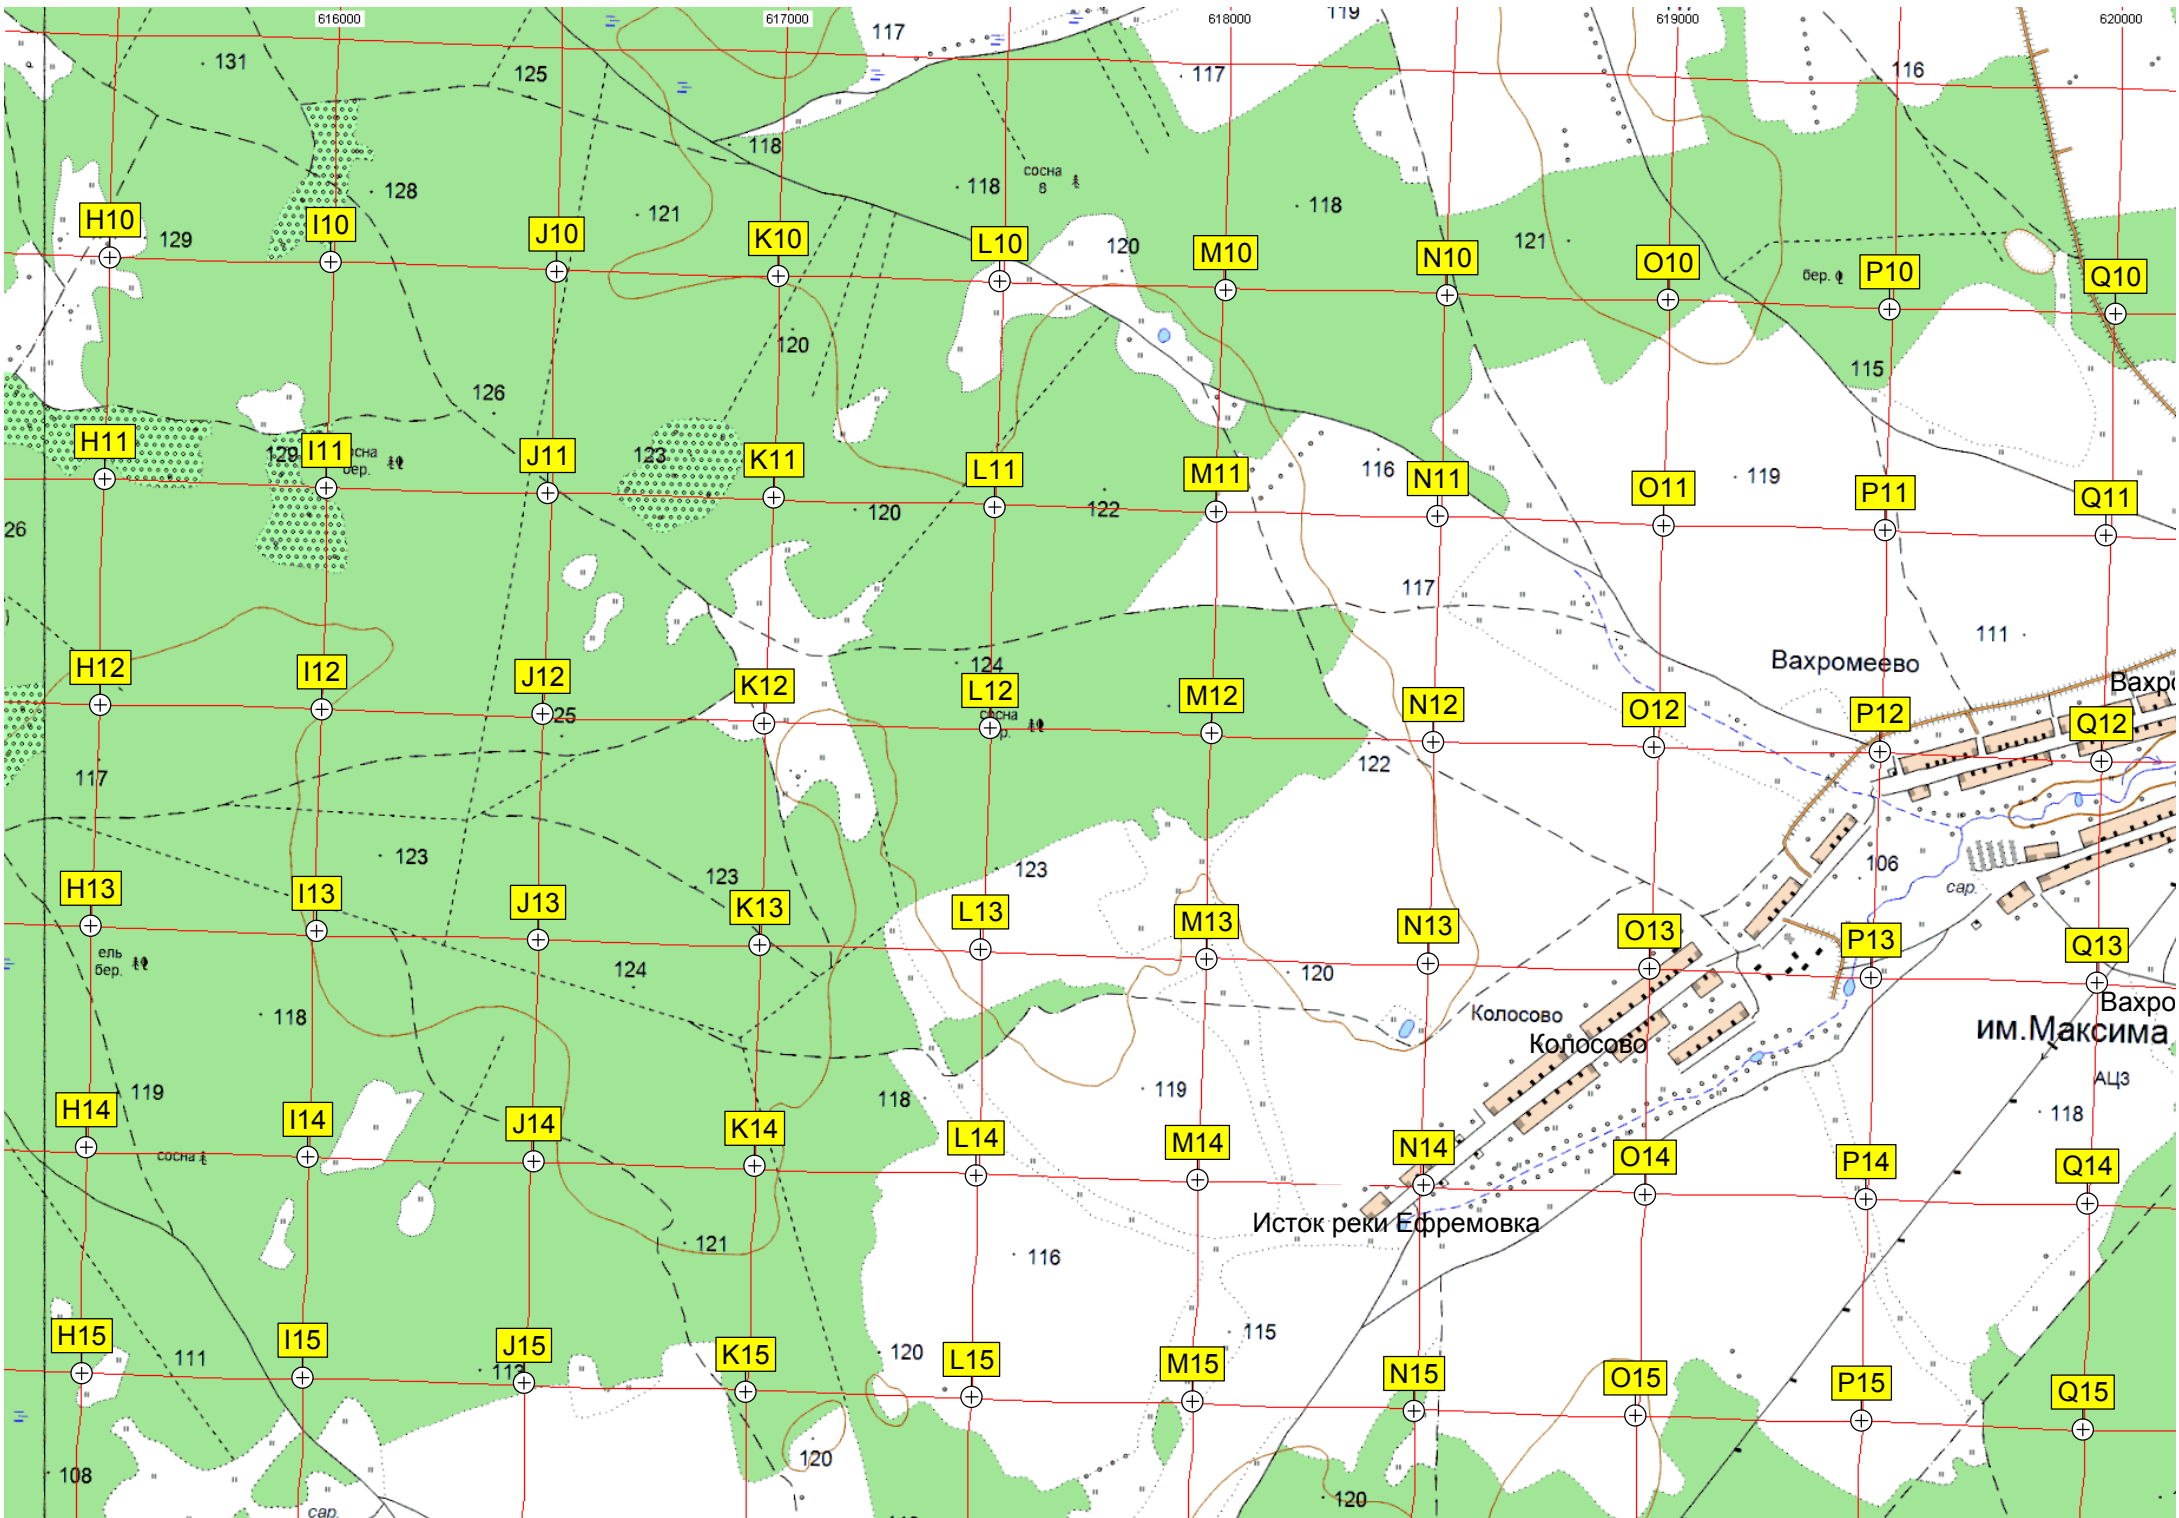 616000 617000 618000 619000 620000
117 119 117
131 125 117 116
118
128 118 сосна 8
121 118
129 120 121
H10 I10 J10 K10 L10 M10 N10 O10 P10 Q10
бер.
120
115
126
129 сосна бер. 123 116 119
H11 I11 J11 K11 L11 M11 N11 O11 P11 Q11
26 120 122
117
111
124 Вахромеево
Вахро
H12 I12 J12 K12 L12 M12 N12 O12 P12 Q12
25 сосна р.
117 122
123 123 123 106
сар.
H13 I13 J13 K13 L13 M13 N13 O13 P13 Q13
ель бер.
124 120
118 Колосово Вахро
Колосово им.Максима
АЦЗ
119 118 119 118
H14 I14 J14 K14 L14 M14 N14 O14 P14 Q14
сосна
Исток реки Ефремовка
121 116
115
111 120
H15 I15 J15 K15 L15 M15 N15 O15 P15 Q15
113
120
108 120
сар.